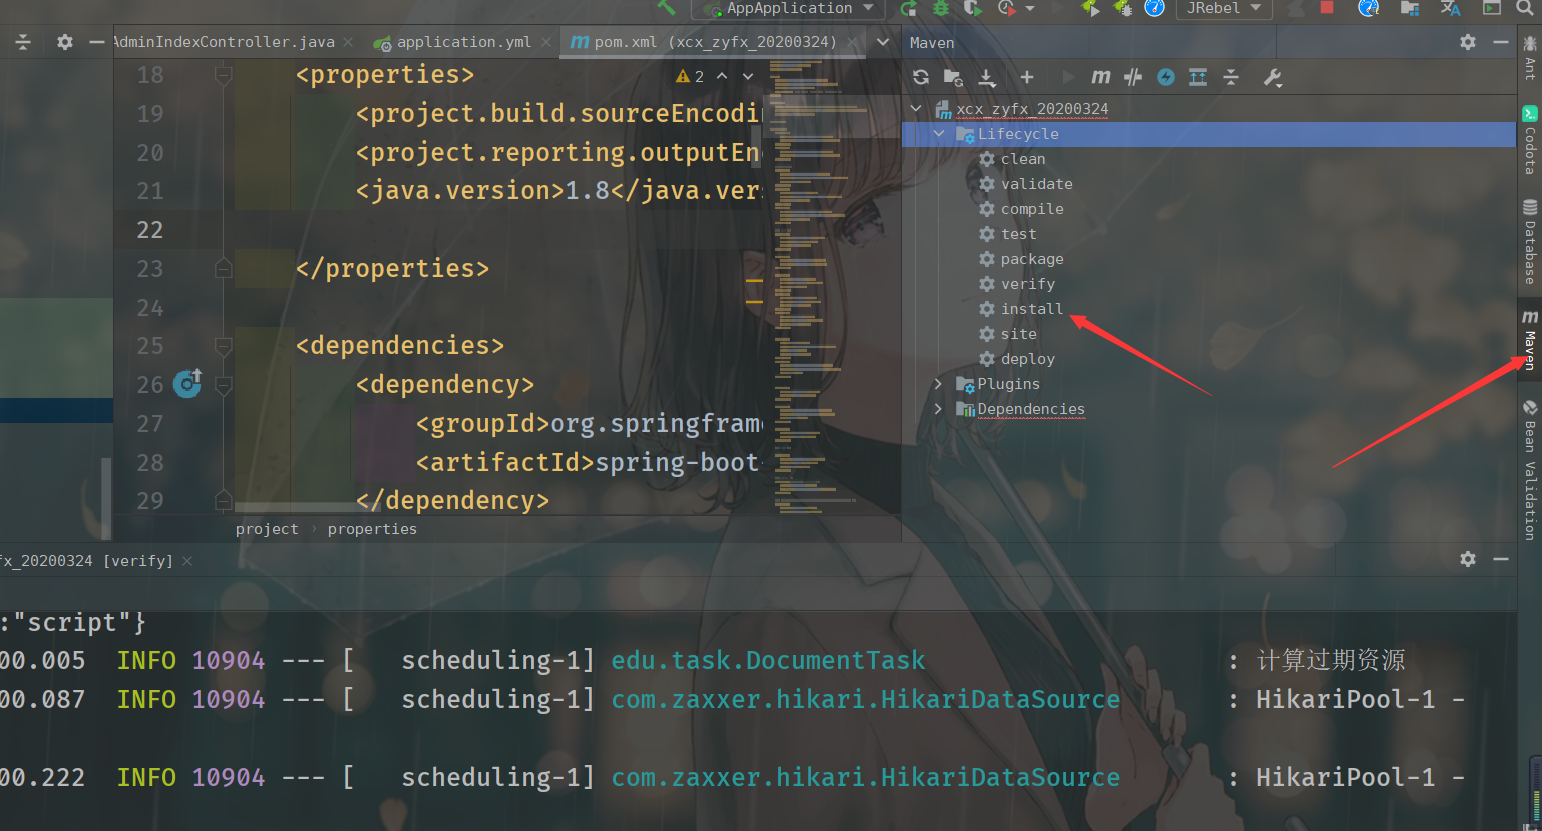 AppApplication
JRebel
AdminIndexController.java
application.yml
pom.xml (xcx_zyfx_20200324)
Maven
18 <properties>
2
19 <project.build.sourceEncodin
20 <project.reporting.outputEn
21 <java.version>1.8</java.vers
22
23 </properties>
24
25 <dependencies>
26 <dependency>
27 <groupId>org.springframe
28 <artifactId>spring-boot-
29 </dependency>
project › properties
xcx_zyfx_20200324
Lifecycle
clean
validate
compile
test
package
verify
install
site
deploy
Plugins
Dependencies
Ant
Codota
Database
Maven
Bean Validation
fx_20200324 [verify]
:"script"}
00.005 INFO 10904 --- [ scheduling-1] edu.task.DocumentTask : 计算过期资源
00.087 INFO 10904 --- [ scheduling-1] com.zaxxer.hikari.HikariDataSource : HikariPool-1 -
00.222 INFO 10904 --- [ scheduling-1] com.zaxxer.hikari.HikariDataSource : HikariPool-1 -